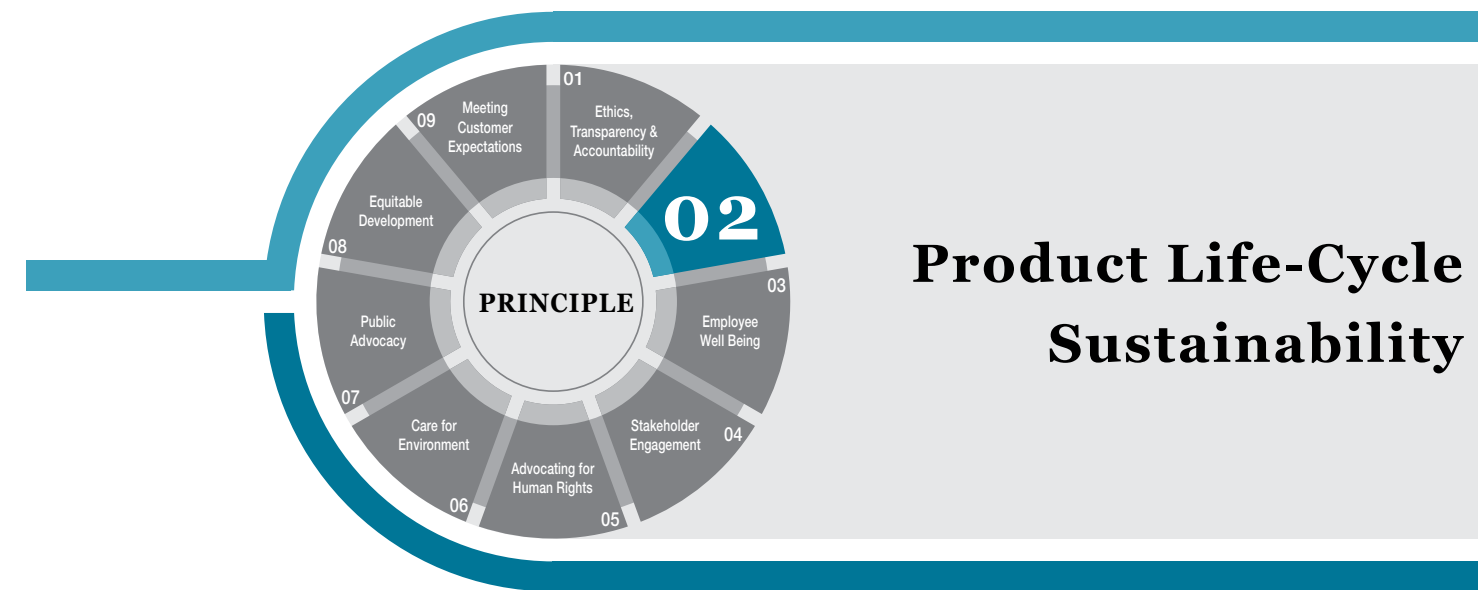 01
Ethics,
Transparency &
Accountability
02
03
Employee
Well Being
04
Stakeholder
Engagement
05
Advocating for
Human Rights
06
Care for
Environment
07
Public
Advocacy
08
Equitable
Development
09
Meeting
Customer
Expectations
PRINCIPLE
Product Life-Cycle
Sustainability